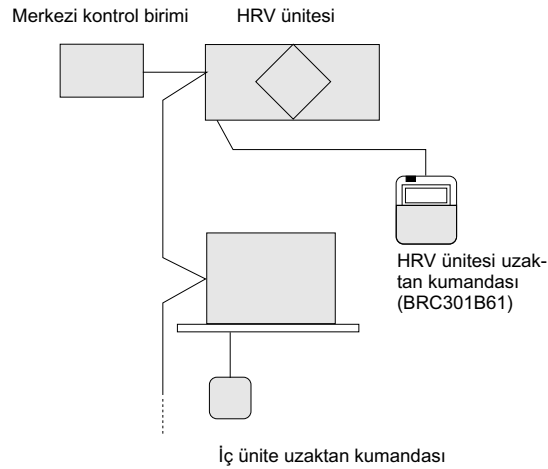 Merkezi kontrol birimi
HRV ünitesi
HRV ünitesi uzak-
tan kumandası
(BRC301B61)
İç ünite uzaktan kumandası